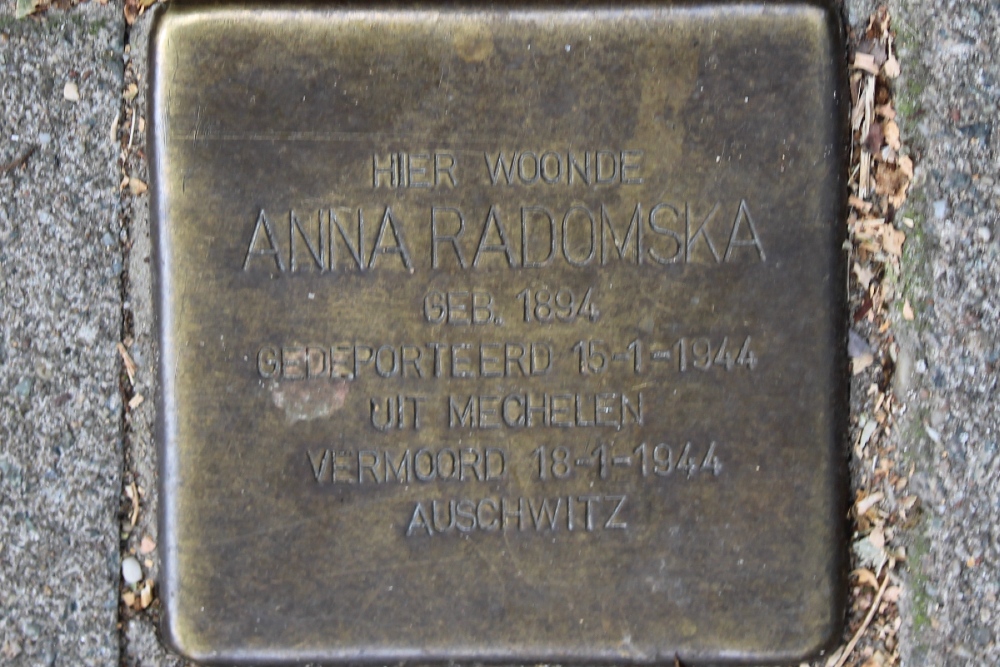 HIER WOONDE
ANNA RADOMSKA
GEB. 1894
GEDEPORTEERD 15-1-1944
UIT MECHELEN
VERMOORD 18-1-1944
AUSCHWITZ